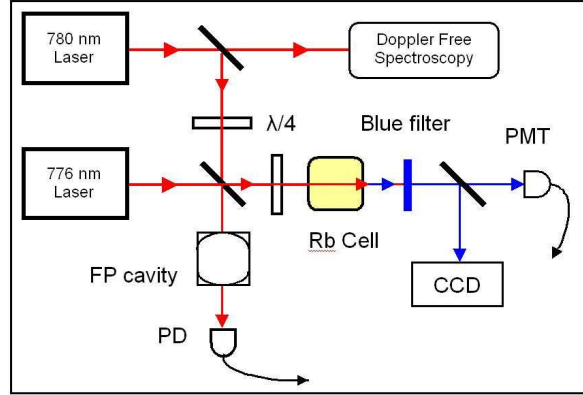 780 nm
Laser
Doppler Free
Spectroscopy
λ/4
Blue filter
PMT
776 nm
Laser
Rb Cell
FP cavity
CCD
PD